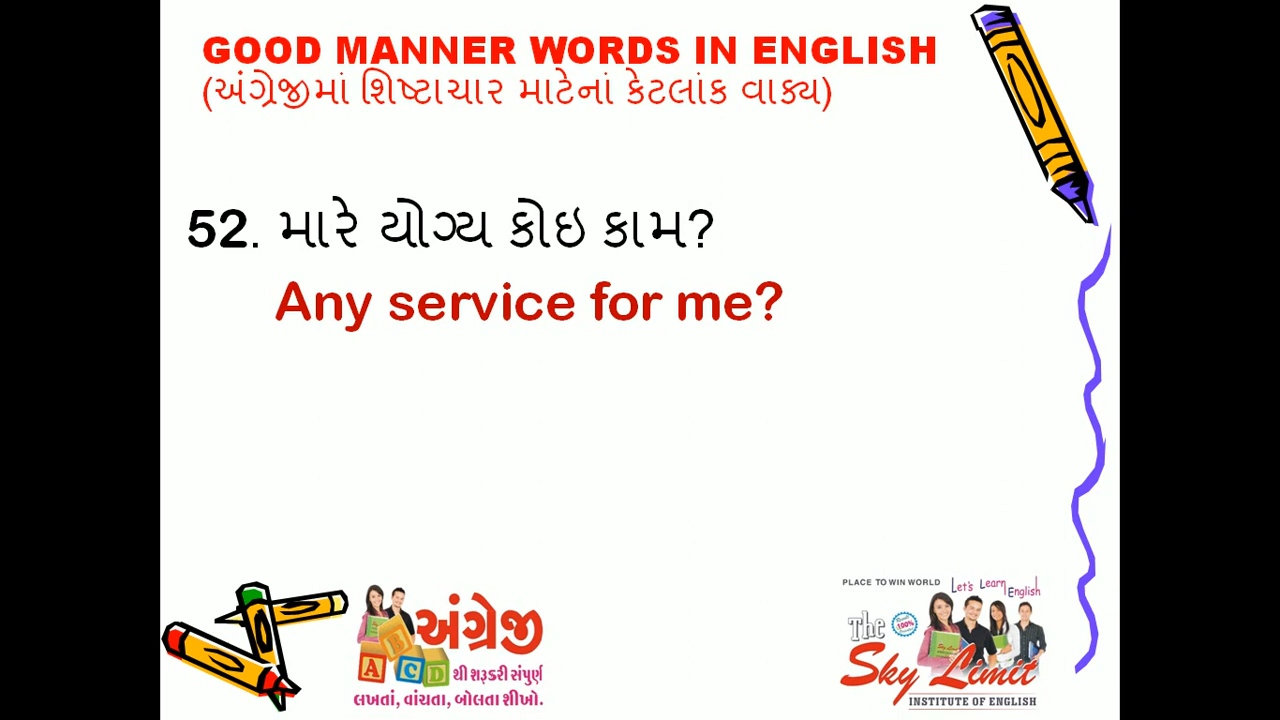 GOOD MANNER WORDS IN ENGLISH
(અંગ્રેજીમાં શિષ્ટાચાર માટેનાં કેટલાંક વાક્ય)
52. મારે યોગ્ય કોઇ કામ?
Any service for me?
અંગ્રેજી
A B C D થી શરૂ કરી સંપુર્ણ
લખતાં, વાંચતા, બોલતા શીખો.
PLACE TO WIN WORLD
Let's Learn English
The
100%
Sky Limit
INSTITUTE OF ENGLISH